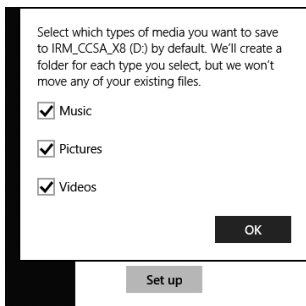 Select which types of media you want to save
to IRM_CCSA_X8 (D:) by default. We'll create a
folder for each type you select, but we won't
move any of your existing files.
Music
Pictures
Videos
OK
Set up